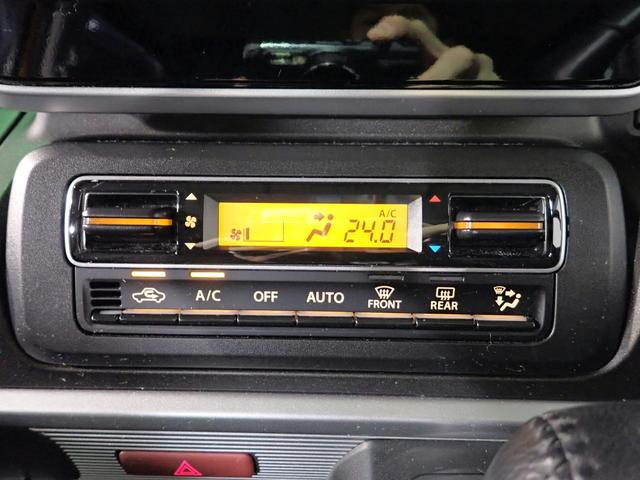 A/C
24.0
A/C OFF AUTO FRONT REAR